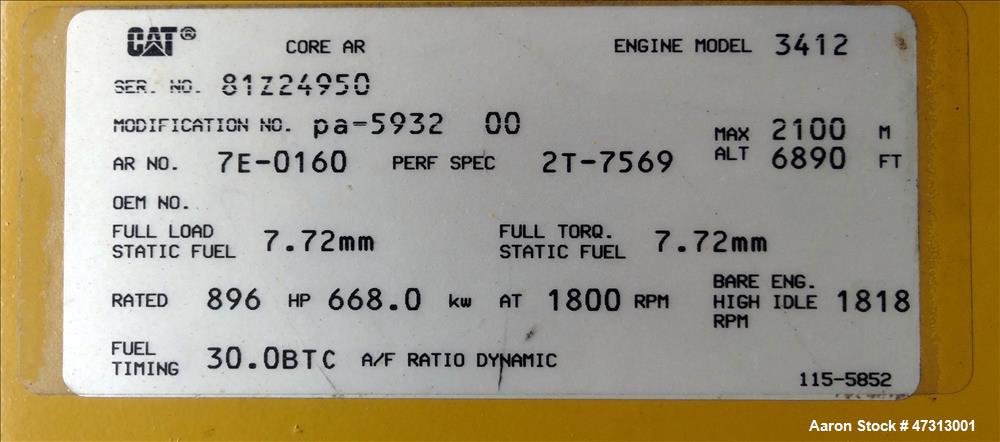 CAT® CORE AR ENGINE MODEL 3412
SER. NO. 81Z24950
MODIFICATION NO. pa-5932 00 MAX 2100 M
AR NO. 7E-0160 PERF SPEC 2T-7569 ALT 6890 FT
OEM NO.
FULL LOAD FULL TORQ.
STATIC FUEL 7.72mm STATIC FUEL 7.72mm
BARE ENG.
RATED 896 HP 668.0 kw AT 1800 RPM HIGH IDLE 1818
RPM
FUEL
TIMING 30.0BTC A/F RATIO DYNAMIC
115-5852
Aaron Stock # 47313001